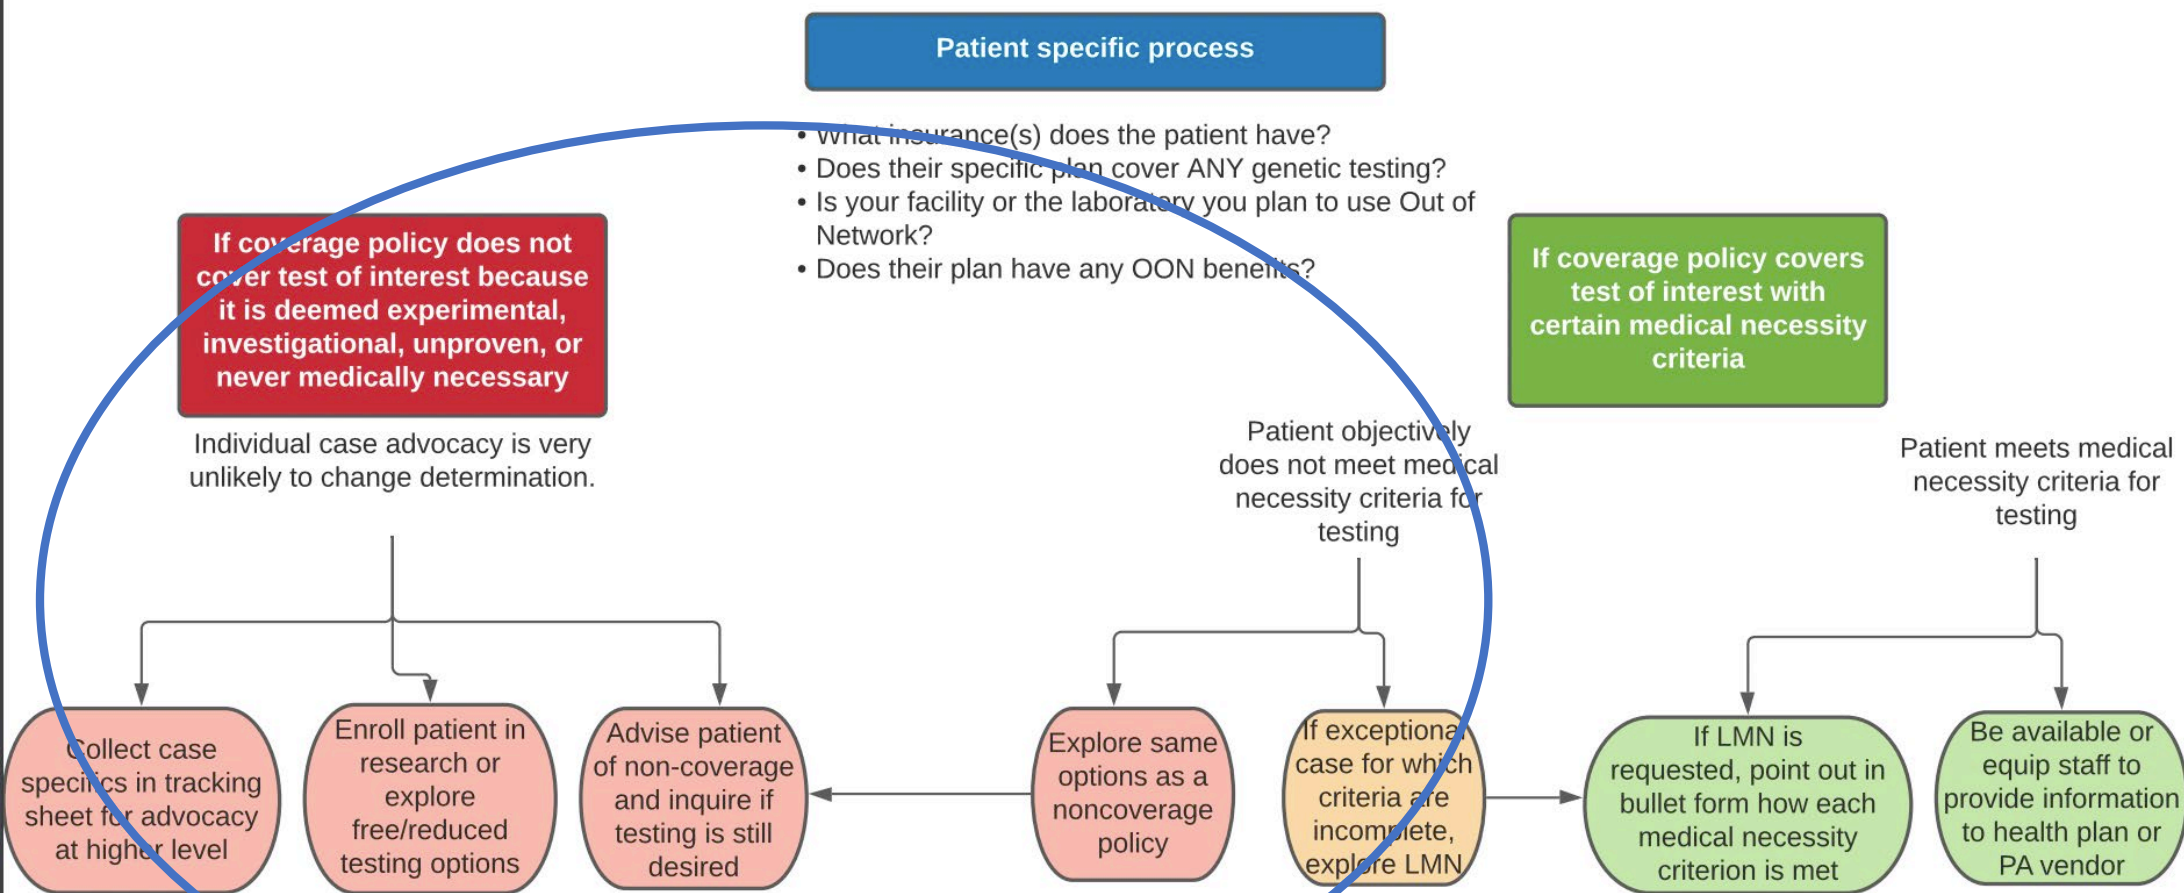 Patient specific process
• What insurance(s) does the patient have?
• Does their specific plan cover ANY genetic testing?
• Is your facility or the laboratory you plan to use Out of
Network?
• Does their plan have any OON benefits?
If coverage policy does not
cover test of interest because
it is deemed experimental,
investigational, unproven, or
never medically necessary
Individual case advocacy is very
unlikely to change determination.
If coverage policy covers
test of interest with
certain medical necessity
criteria
Patient objectively
does not meet medical
necessity criteria for
testing
Patient meets medical
necessity criteria for
testing
Collect case
specifics in tracking
sheet for advocacy
at higher level
Enroll patient in
research or
explore
free/reduced
testing options
Advise patient
of non-coverage
and inquire if
testing is still
desired
Explore same
options as a
noncoverage
policy
If exceptional
case for which
criteria are
incomplete,
explore LMN
If LMN is
requested, point out in
bullet form how each
medical necessity
criterion is met
Be available or
equip staff to
provide information
to health plan or
PA vendor